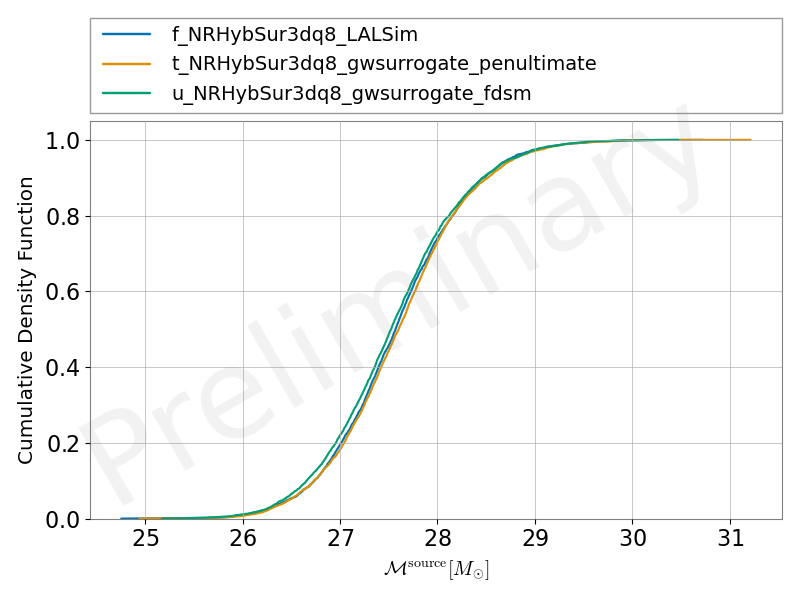 f_NRHybSur3dq8_LALSim
t_NRHybSur3dq8_gwsurrogate_penultimate
u_NRHybSur3dq8_gwsurrogate_fdsm
Preliminary
Cumulative Density Function
1.0
0.8
0.6
0.4
0.2
0.0
25 26 27 28 29 30 31
ℳ^source [M_⊙]